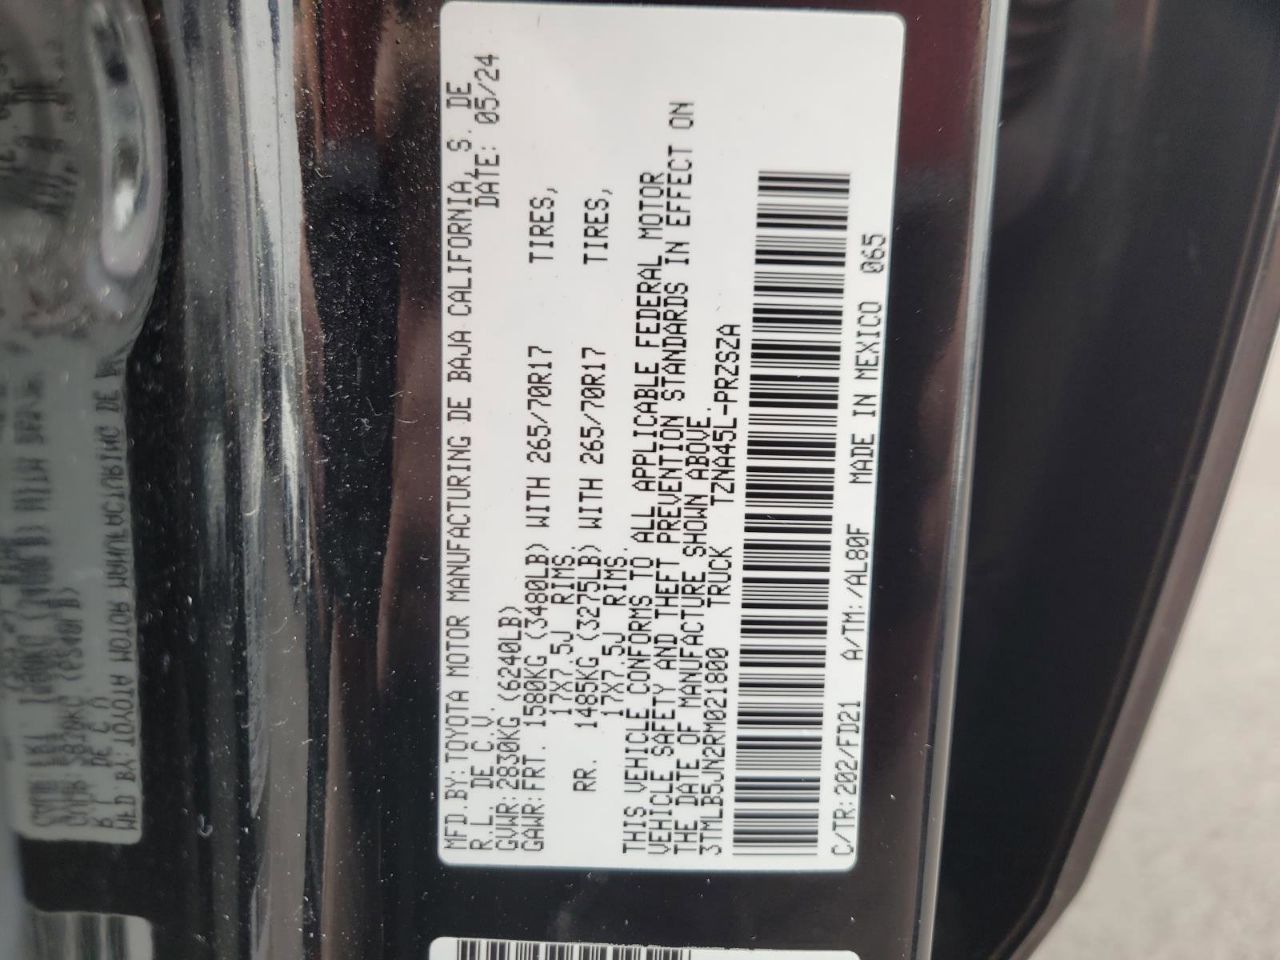 MFD.BY:TOYOTA MOTOR MANUFACTURING DE BAJA CALIFORNIA,S. DE
R.L. DE C.V. DATE: 05/24
GVWR:2830KG (6240LB)
GAWR:FRT. 1580KG (3480LB) WITH 265/70R17 TIRES,
17X7.5J RIMS.
RR. 1485KG (3275LB) WITH 265/70R17 TIRES,
17X7.5J RIMS.
THIS VEHICLE CONFORMS TO ALL APPLICABLE FEDERAL MOTOR
VEHICLE SAFETY AND THEFT PREVENTION STANDARDS IN EFFECT ON
THE DATE OF MANUFACTURE SHOWN ABOVE.
3TMLB5JN2RM021800 TRUCK TZNA45L-PRZSZA
C/TR:202/FD21 A/TM:/AL80F MADE IN MEXICO 065